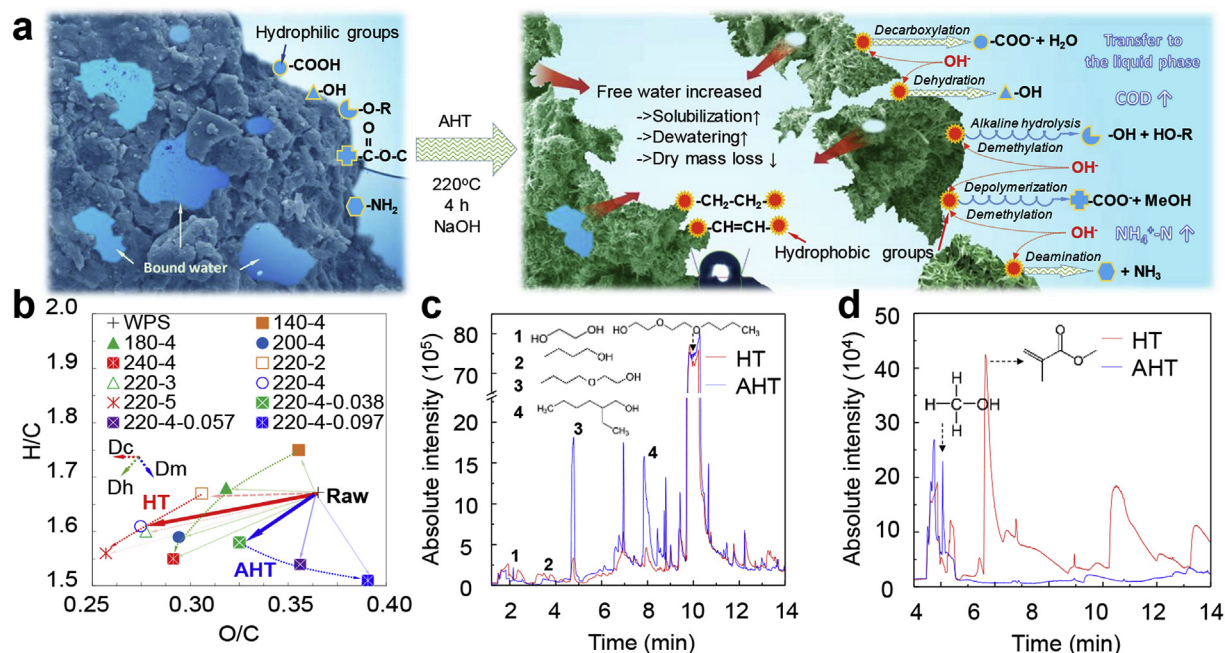 a
Hydrophilic groups
-COOH
-OH
-O-R
O
-C-O-C
-NH₂
Bound water
AHT
220°C
4 h
NaOH
Free water increased
->Solubilization↑
->Dewatering↑
->Dry mass loss ↓
-CH₂-CH₂-
-CH=CH-
Hydrophobic groups
Decarboxylation
-COO⁻ + H₂O
OH⁻
Dehydration
-OH
Transfer to
the liquid phase
COD ↑
Alkaline hydrolysis
-OH + HO-R
Demethylation
OH⁻
Depolymerization
-COO⁻ + MeOH
Demethylation
OH⁻
NH₄⁺-N ↑
Deamination
+ NH₃
b
H/C
2.0
1.9
1.8
1.7
1.6
1.5
WPS
140-4
180-4
200-4
240-4
220-2
220-3
220-4
220-5
220-4-0.038
220-4-0.057
220-4-0.097
Dc
Dm
Dh
HT
Raw
AHT
0.25
0.30
0.35
0.40
O/C
c
Absolute intensity (10⁵)
80
75
20
15
10
5
0
1
HO
OH
HO
O
O
CH₃
2
OH
3
O
OH
4
H₃C
OH
CH₃
HT
AHT
3
4
1
2
2
4
6
8
10
12
14
Time (min)
d
Absolute intensity (10⁴)
50
40
30
20
10
0
H
H-C-OH
H
O
O
HT
AHT
4
6
8
10
12
14
Time (min)